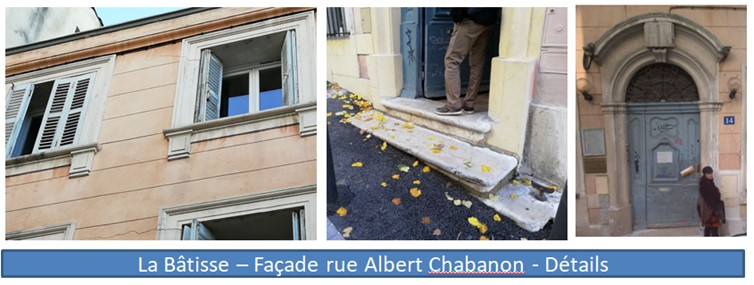 14
La Bâtisse – Façade rue Albert Chabanon - Détails